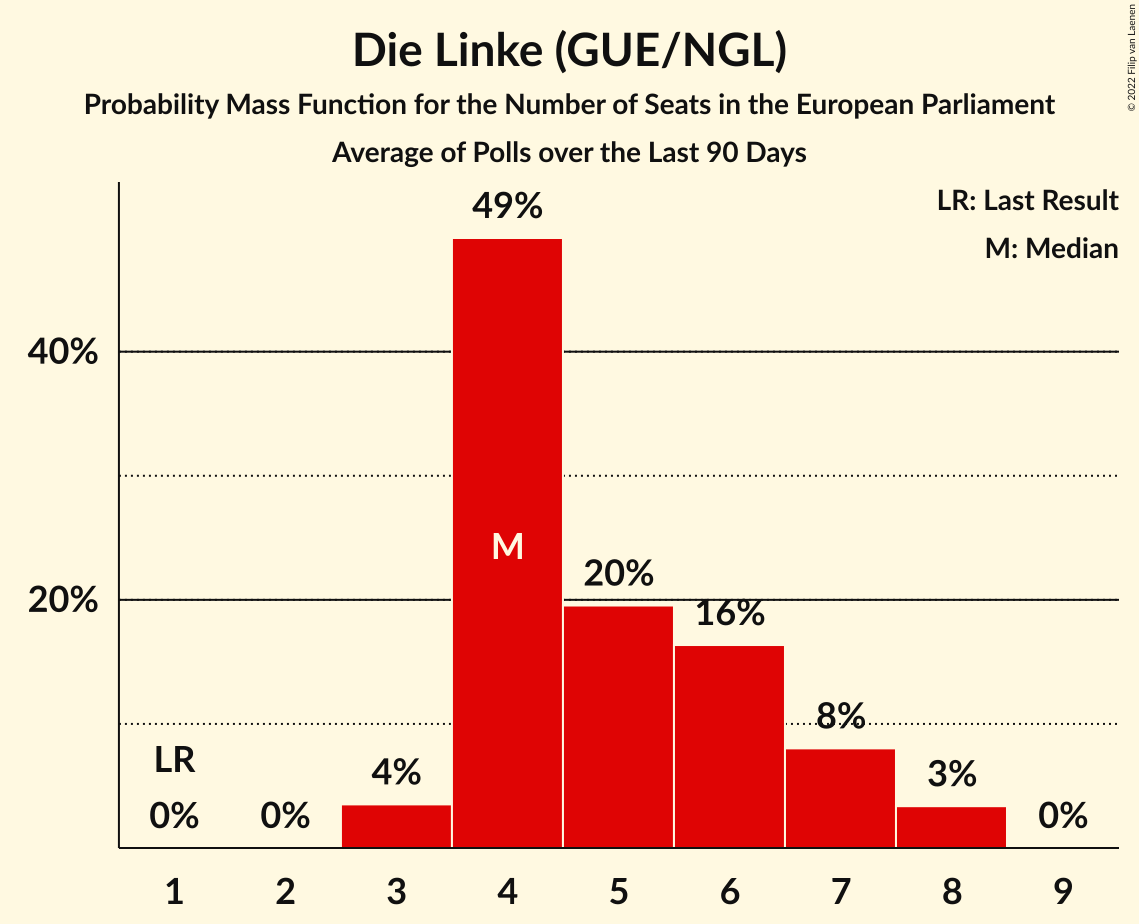 Die Linke (GUE/NGL)
Probability Mass Function for the Number of Seats in the European Parliament
Average of Polls over the Last 90 Days
© 2022 Filip van Laenen
LR: Last Result
M: Median
49%
40%
M
20%
20%
16%
8%
LR
4%
3%
0%
0%
0%
1 2 3 4 5 6 7 8 9